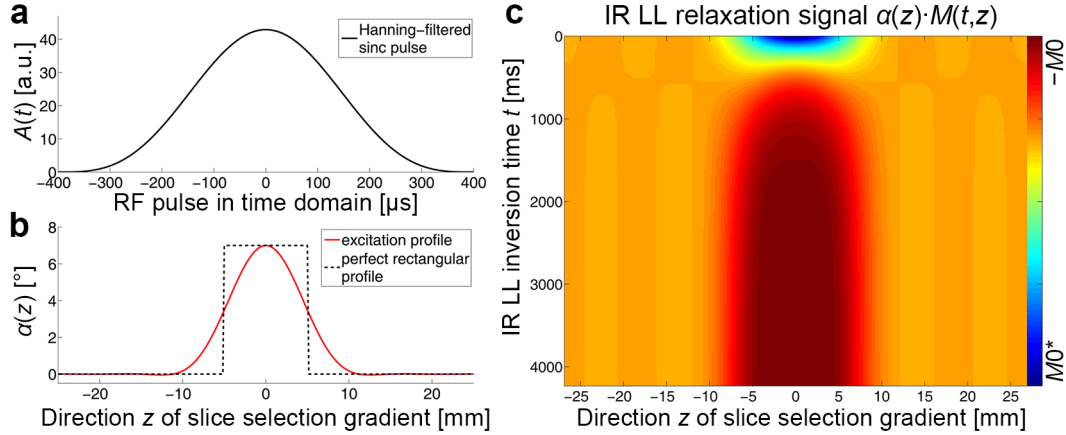 a
Hanning-filtered
sinc pulse
A(t) [a.u.]
40
30
20
10
0
−400 −300 −200 −100 0 100 200 300 400
RF pulse in time domain [µs]
b
excitation profile
perfect rectangular
profile
α(z) [°]
8
6
4
2
0
−20 −10 0 10 20
Direction z of slice selection gradient [mm]
c
IR LL relaxation signal α(z)·M(t,z)
IR LL inversion time t [ms]
0
1000
2000
3000
4000
−25 −20 −15 −10 −5 0 5 10 15 20 25
Direction z of slice selection gradient [mm]
−M0
M0*